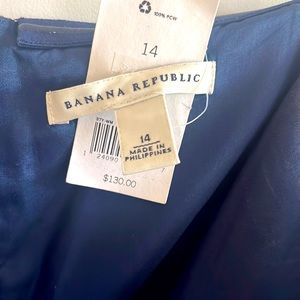 100% PCW
14
BANANA REPUBLIC
14
MADE IN
PHILIPPINES
$130.00